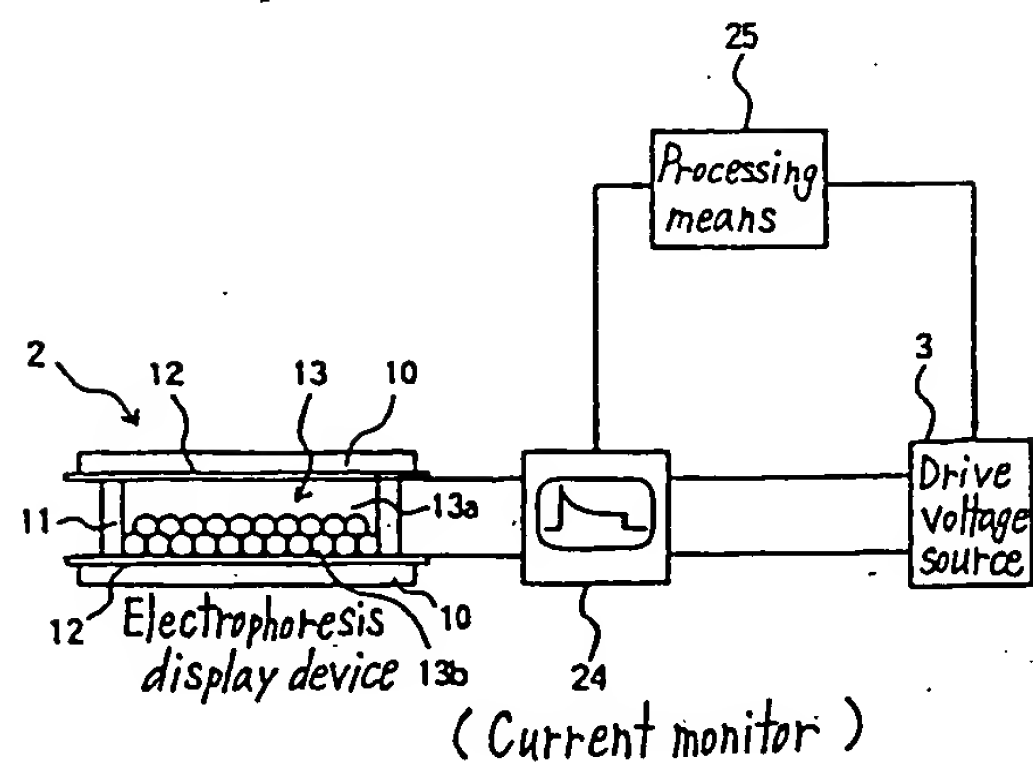 25
Processing
means
3
2
12
13
10
Drive
voltage
source
11
13a
12
10
Electrophoresis
display device
13b
24
( Current monitor )